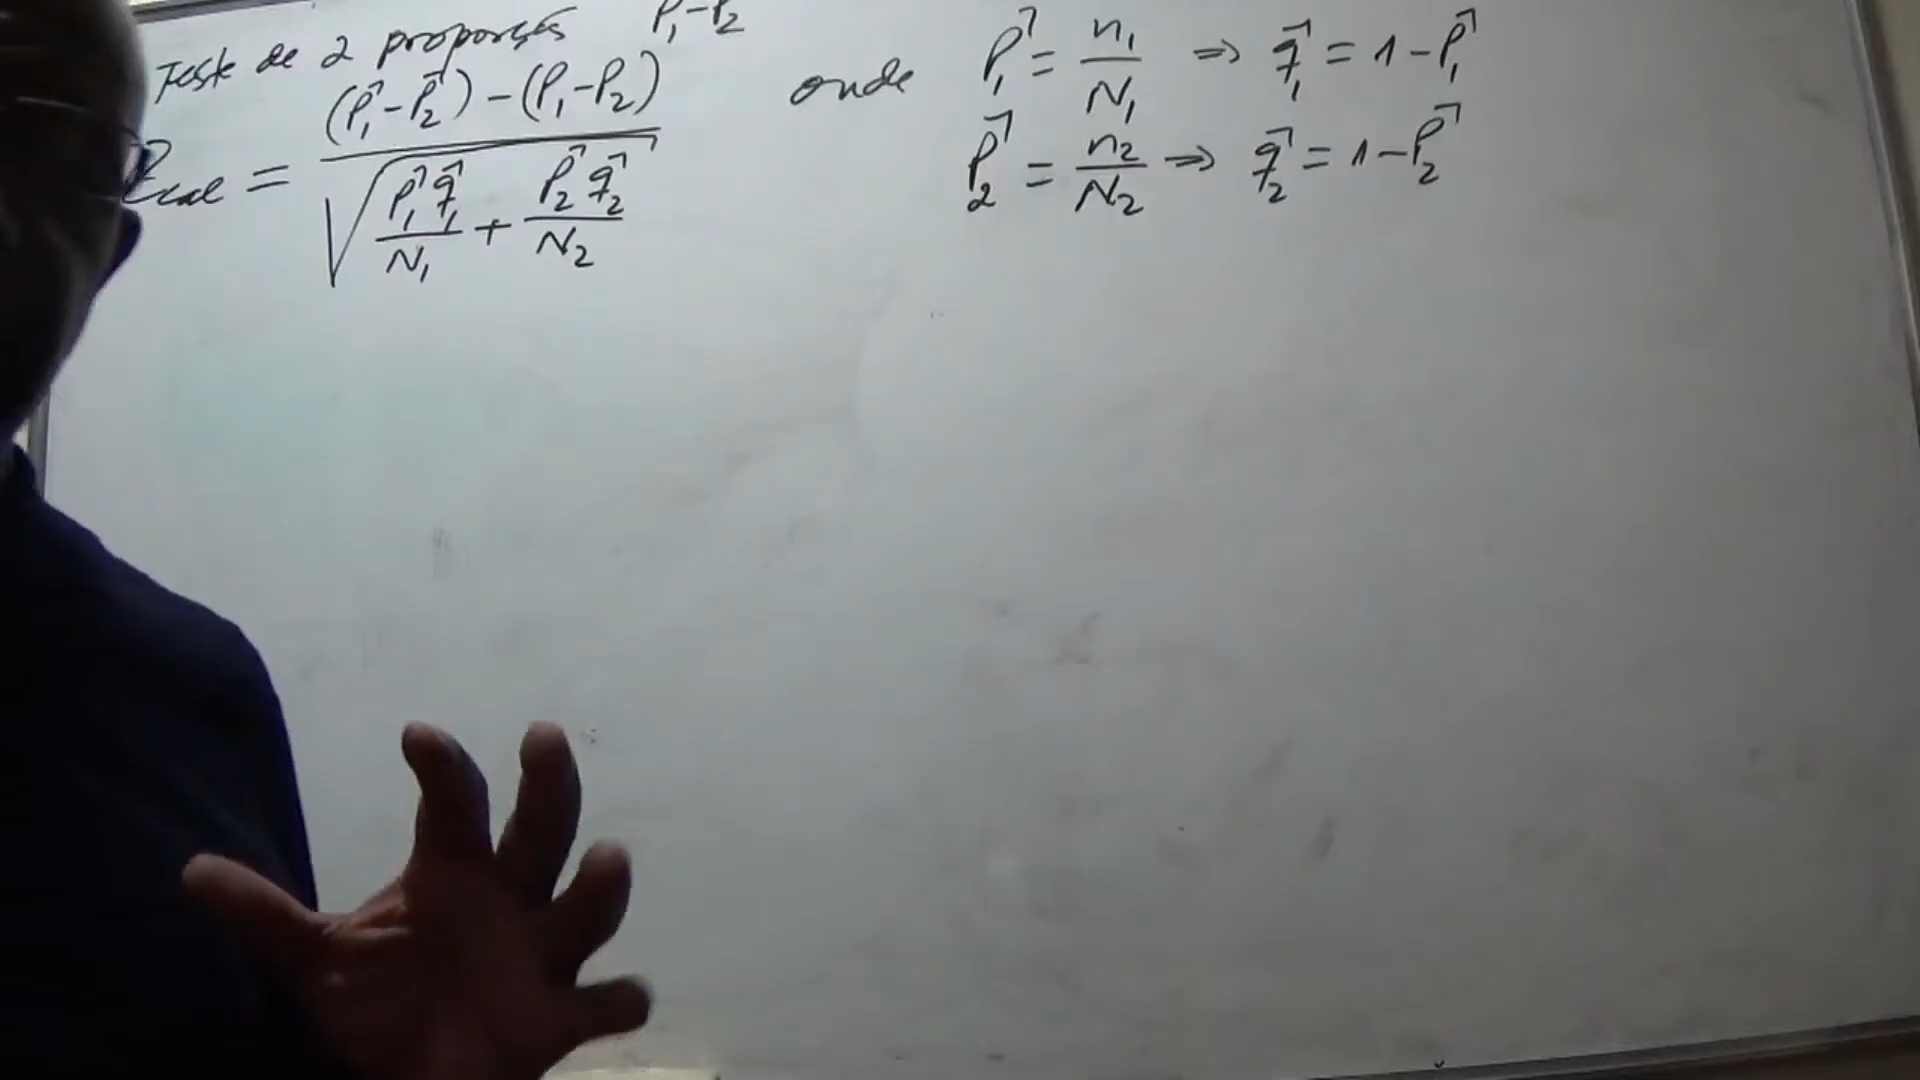 Teste de 2 proporções P₁-P₂
Zcal = ((P̂₁-P̂₂) - (P₁-P₂)) / √(P̂₁q̂₁/N₁ + P̂₂q̂₂/N₂)
onde P̂₁ = n₁/N₁ ⇒ q̂₁ = 1-P̂₁
P̂₂ = n₂/N₂ ⇒ q̂₂ = 1-P̂₂